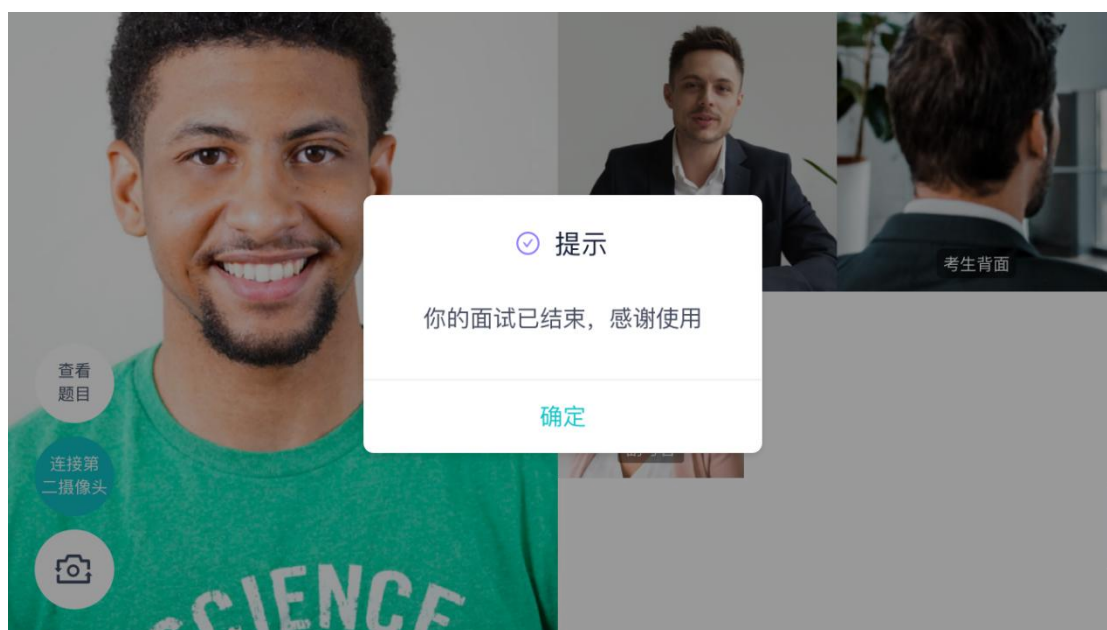 提示
你的面试已结束，感谢使用
确定
考生背面
查看
题目
连接第
二摄像头
SCIENCE